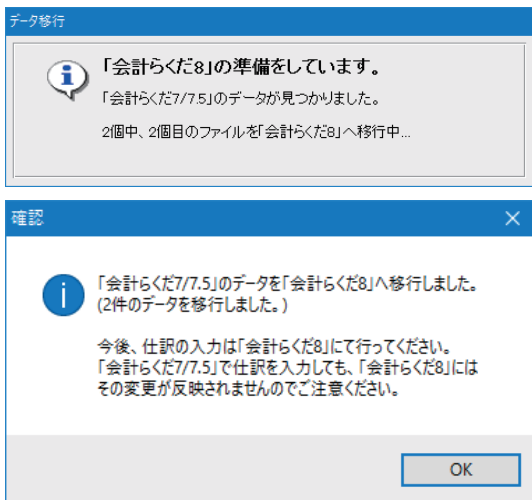 データ移行
「会計らくだ8」の準備をしています。
「会計らくだ7/7.5」のデータが見つかりました。
2個中、2個目のファイルを「会計らくだ8」へ移行中...
確認
「会計らくだ7/7.5」のデータを「会計らくだ8」へ移行しました。
(2件のデータを移行しました。)
今後、仕訳の入力は「会計らくだ8」にて行ってください。
「会計らくだ7/7.5」で仕訳を入力しても、「会計らくだ8」には
その変更が反映されませんのでご注意ください。
OK